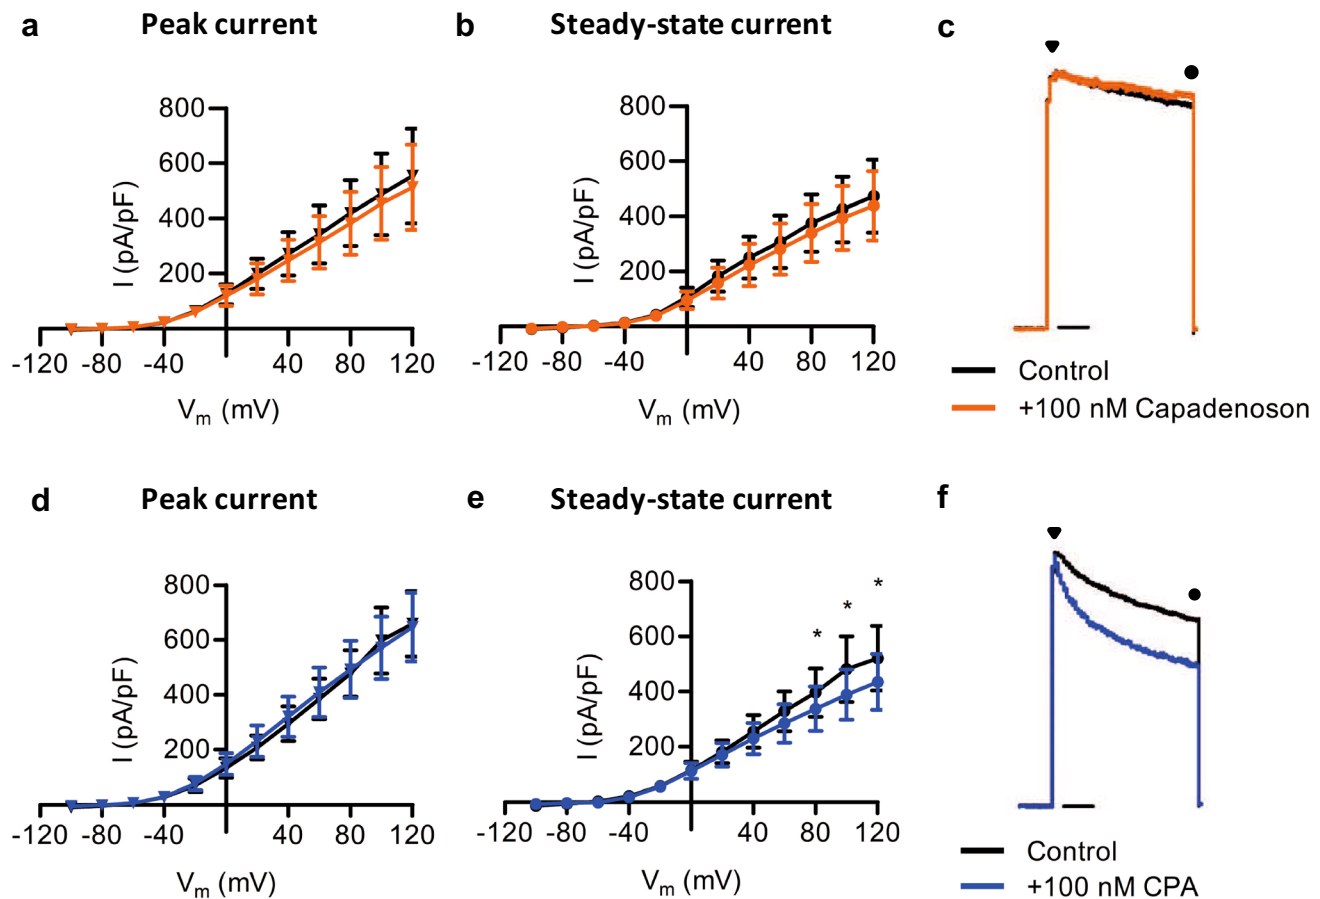 a Peak current
b Steady-state current
c
I (pA/pF)
800
600
400
200
-120 -80 -40 40 80 120
Vm (mV)
I (pA/pF)
800
600
400
200
-120 -80 -40 40 80 120
Vm (mV)
Control
+100 nM Capadenoson
d Peak current
e Steady-state current
f
I (pA/pF)
800
600
400
200
-120 -80 -40 40 80 120
Vm (mV)
I (pA/pF)
800
600
400
200
* * *
-120 -80 -40 40 80 120
Vm (mV)
Control
+100 nM CPA